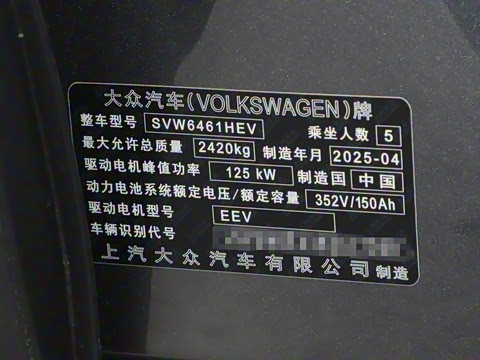 大众汽车(VOLKSWAGEN)牌
整车型号 SVW6461HEV 乘坐人数 5
最大允许总质量 2420kg 制造年月 2025-04
驱动电机峰值功率 125 kW 制造国 中国
动力电池系统额定电压/额定容量 352V/150Ah
驱动电机型号 EEV
车辆识别代号
上汽大众汽车有限公司 制造